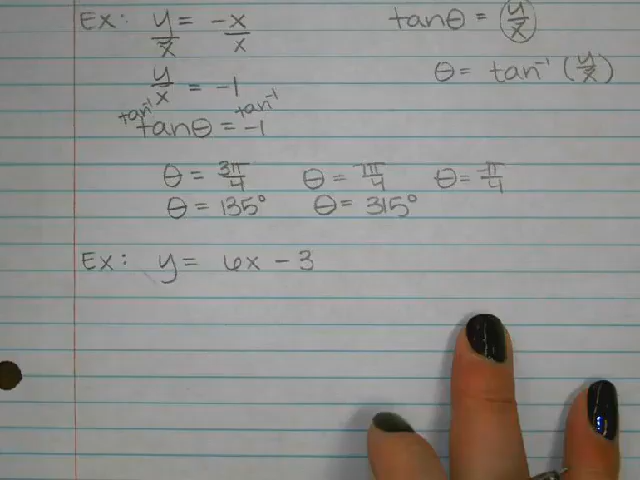 Ex: y/x = -x/x tanθ = y/x
y/x = -1 θ = tan⁻¹ (y/x)
tan⁻¹ tan⁻¹
tanθ = -1
θ = 3π/4 θ = 7π/4 θ = -π/4
θ = 135° θ = 315°
Ex: y = 6x - 3